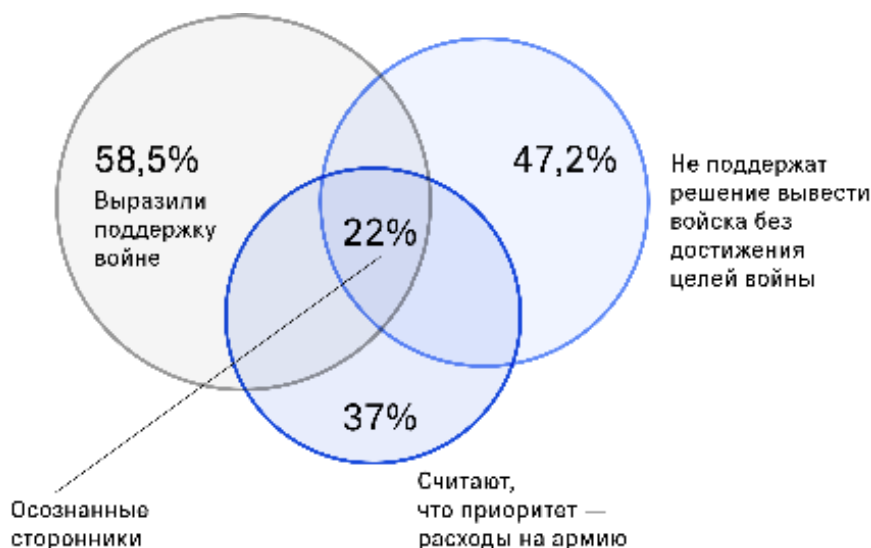 58,5%
Выразили
поддержку
войне
47,2%
Не поддержат
решение вывести
войска без
достижения
целей войны
22%
37%
Осознанные
сторонники
Считают,
что приоритет —
расходы на армию